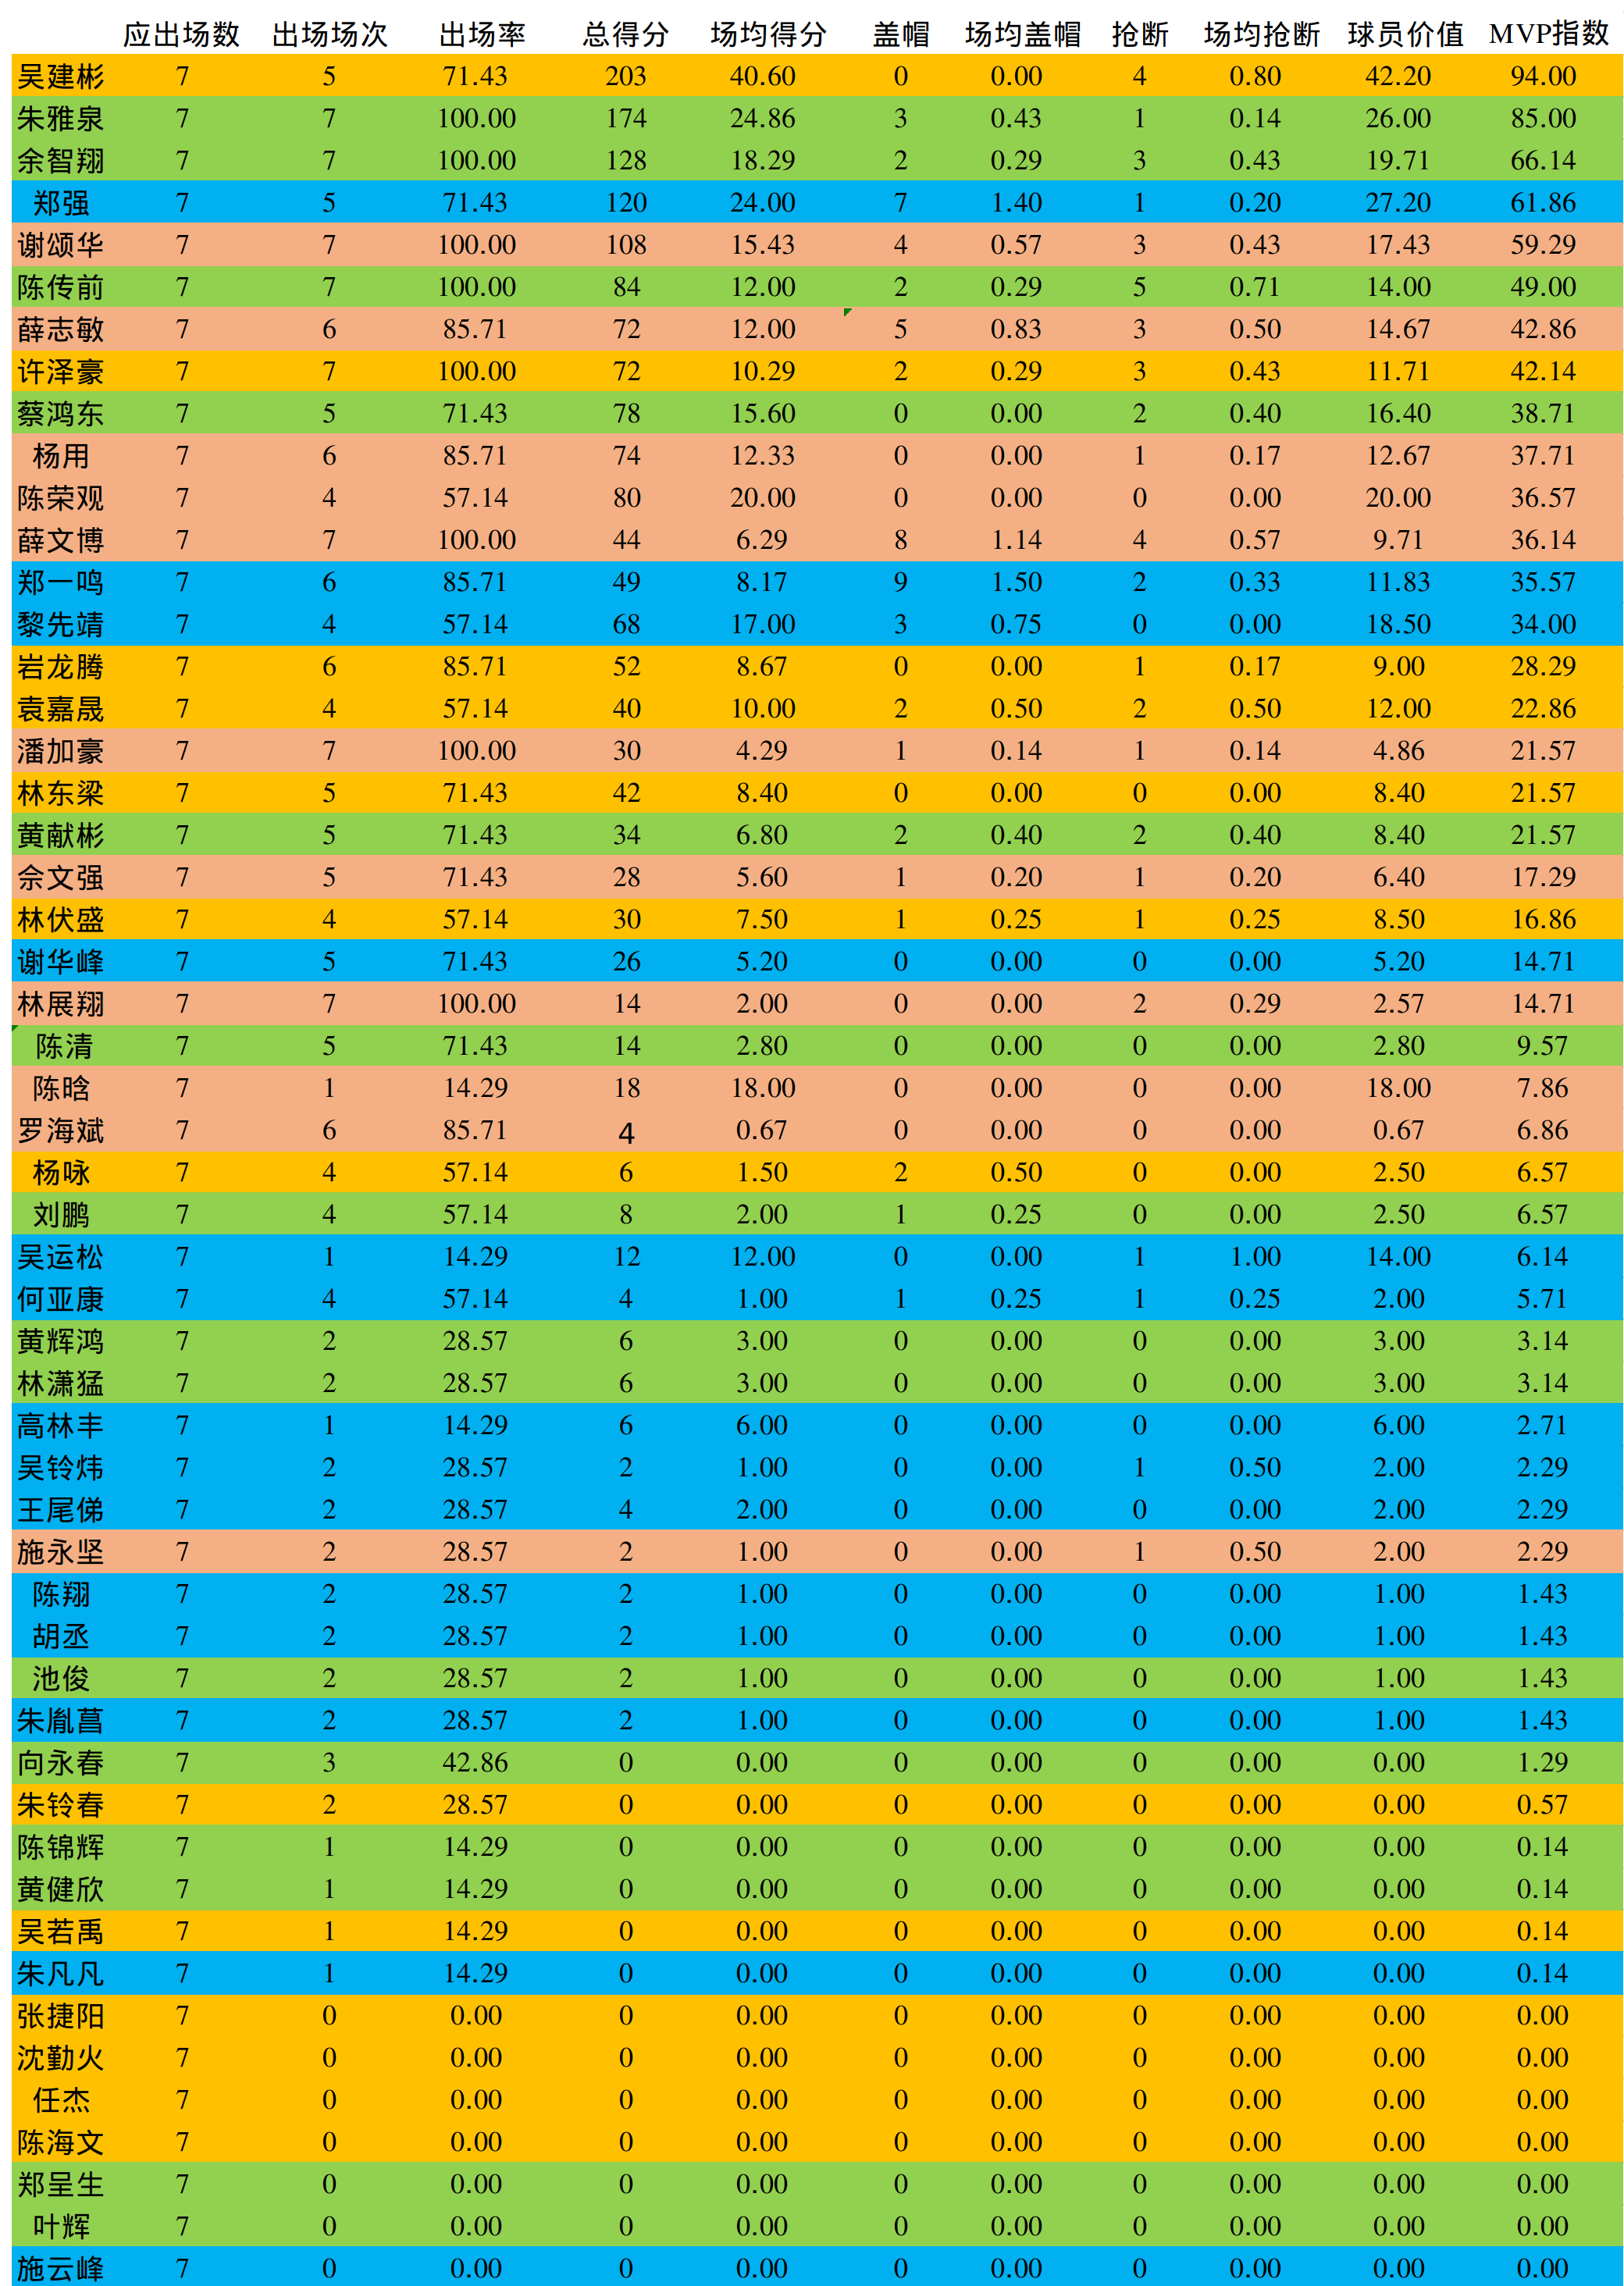 应出场数 出场场次 出场率 总得分 场均得分 盖帽 场均盖帽 抢断 场均抢断 球员价值 MVP指数
吴建彬 7 5 71.43 203 40.60 0 0.00 4 0.80 42.20 94.00
朱雅泉 7 7 100.00 174 24.86 3 0.43 1 0.14 26.00 85.00
余智翔 7 7 100.00 128 18.29 2 0.29 3 0.43 19.71 66.14
郑强 7 5 71.43 120 24.00 7 1.40 1 0.20 27.20 61.86
谢颂华 7 7 100.00 108 15.43 4 0.57 3 0.43 17.43 59.29
陈传前 7 7 100.00 84 12.00 2 0.29 5 0.71 14.00 49.00
薛志敏 7 6 85.71 72 12.00 5 0.83 3 0.50 14.67 42.86
许泽豪 7 7 100.00 72 10.29 2 0.29 3 0.43 11.71 42.14
蔡鸿东 7 5 71.43 78 15.60 0 0.00 2 0.40 16.40 38.71
杨用 7 6 85.71 74 12.33 0 0.00 1 0.17 12.67 37.71
陈荣观 7 4 57.14 80 20.00 0 0.00 0 0.00 20.00 36.57
薛文博 7 7 100.00 44 6.29 8 1.14 4 0.57 9.71 36.14
郑一鸣 7 6 85.71 49 8.17 9 1.50 2 0.33 11.83 35.57
黎先靖 7 4 57.14 68 17.00 3 0.75 0 0.00 18.50 34.00
岩龙腾 7 6 85.71 52 8.67 0 0.00 1 0.17 9.00 28.29
袁嘉晟 7 4 57.14 40 10.00 2 0.50 2 0.50 12.00 22.86
潘加豪 7 7 100.00 30 4.29 1 0.14 1 0.14 4.86 21.57
林东梁 7 5 71.43 42 8.40 0 0.00 0 0.00 8.40 21.57
黄献彬 7 5 71.43 34 6.80 2 0.40 2 0.40 8.40 21.57
余文强 7 5 71.43 28 5.60 1 0.20 1 0.20 6.40 17.29
林伏盛 7 4 57.14 30 7.50 1 0.25 1 0.25 8.50 16.86
谢华峰 7 5 71.43 26 5.20 0 0.00 0 0.00 5.20 14.71
林展翔 7 7 100.00 14 2.00 0 0.00 2 0.29 2.57 14.71
陈清 7 5 71.43 14 2.80 0 0.00 0 0.00 2.80 9.57
陈晗 7 1 14.29 18 18.00 0 0.00 0 0.00 18.00 7.86
罗海斌 7 6 85.71 4 0.67 0 0.00 0 0.00 0.67 6.86
杨咏 7 4 57.14 6 1.50 2 0.50 0 0.00 2.50 6.57
刘鹏 7 4 57.14 8 2.00 1 0.25 0 0.00 2.50 6.57
吴运松 7 1 14.29 12 12.00 0 0.00 1 1.00 14.00 6.14
何亚康 7 4 57.14 4 1.00 1 0.25 1 0.25 2.00 5.71
黄辉鸿 7 2 28.57 6 3.00 0 0.00 0 0.00 3.00 3.14
林潇猛 7 2 28.57 6 3.00 0 0.00 0 0.00 3.00 3.14
高林丰 7 1 14.29 6 6.00 0 0.00 0 0.00 6.00 2.71
吴铃炜 7 2 28.57 2 1.00 0 0.00 1 0.50 2.00 2.29
王尾俤 7 2 28.57 4 2.00 0 0.00 0 0.00 2.00 2.29
施永坚 7 2 28.57 2 1.00 0 0.00 1 0.50 2.00 2.29
陈翔 7 2 28.57 2 1.00 0 0.00 0 0.00 1.00 1.43
胡丞 7 2 28.57 2 1.00 0 0.00 0 0.00 1.00 1.43
池俊 7 2 28.57 2 1.00 0 0.00 0 0.00 1.00 1.43
朱胤菖 7 2 28.57 2 1.00 0 0.00 0 0.00 1.00 1.43
向永春 7 3 42.86 0 0.00 0 0.00 0 0.00 0.00 1.29
朱铃春 7 2 28.57 0 0.00 0 0.00 0 0.00 0.00 0.57
陈锦辉 7 1 14.29 0 0.00 0 0.00 0 0.00 0.00 0.14
黄健欣 7 1 14.29 0 0.00 0 0.00 0 0.00 0.00 0.14
吴若禹 7 1 14.29 0 0.00 0 0.00 0 0.00 0.00 0.14
朱凡凡 7 1 14.29 0 0.00 0 0.00 0 0.00 0.00 0.14
张捷阳 7 0 0.00 0 0.00 0 0.00 0 0.00 0.00 0.00
沈勤火 7 0 0.00 0 0.00 0 0.00 0 0.00 0.00 0.00
任杰 7 0 0.00 0 0.00 0 0.00 0 0.00 0.00 0.00
陈海文 7 0 0.00 0 0.00 0 0.00 0 0.00 0.00 0.00
郑呈生 7 0 0.00 0 0.00 0 0.00 0 0.00 0.00 0.00
叶辉 7 0 0.00 0 0.00 0 0.00 0 0.00 0.00 0.00
施云峰 7 0 0.00 0 0.00 0 0.00 0 0.00 0.00 0.00